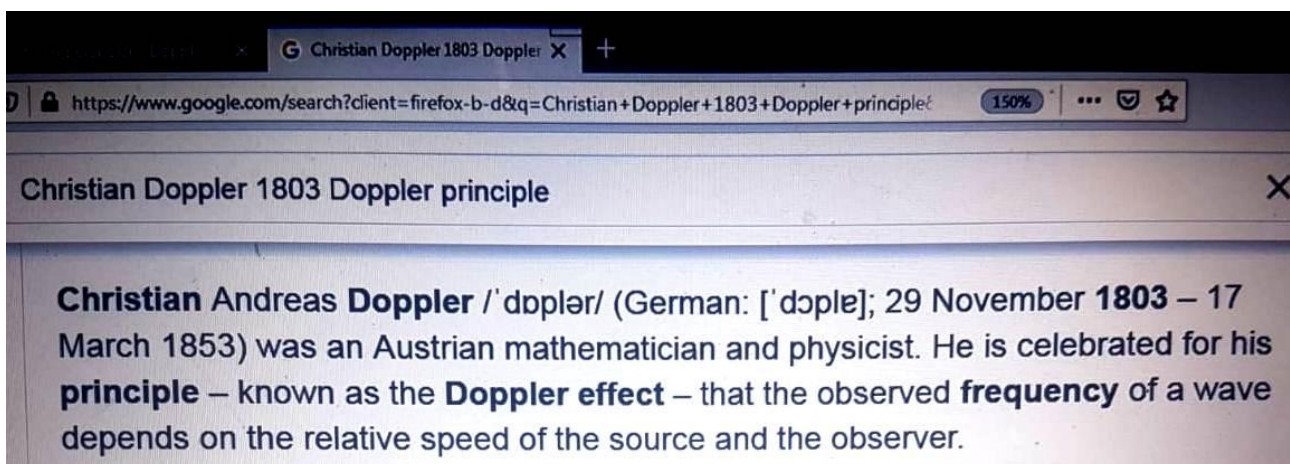 Christian Doppler 1803 Doppler
https://www.google.com/search?client=firefox-b-d&q=Christian+Doppler+1803+Doppler+principle
150%
Christian Doppler 1803 Doppler principle
Christian Andreas Doppler /ˈdɒplər/ (German: [ˈdɔplɐ]; 29 November 1803 – 17
March 1853) was an Austrian mathematician and physicist. He is celebrated for his
principle – known as the Doppler effect – that the observed frequency of a wave
depends on the relative speed of the source and the observer.